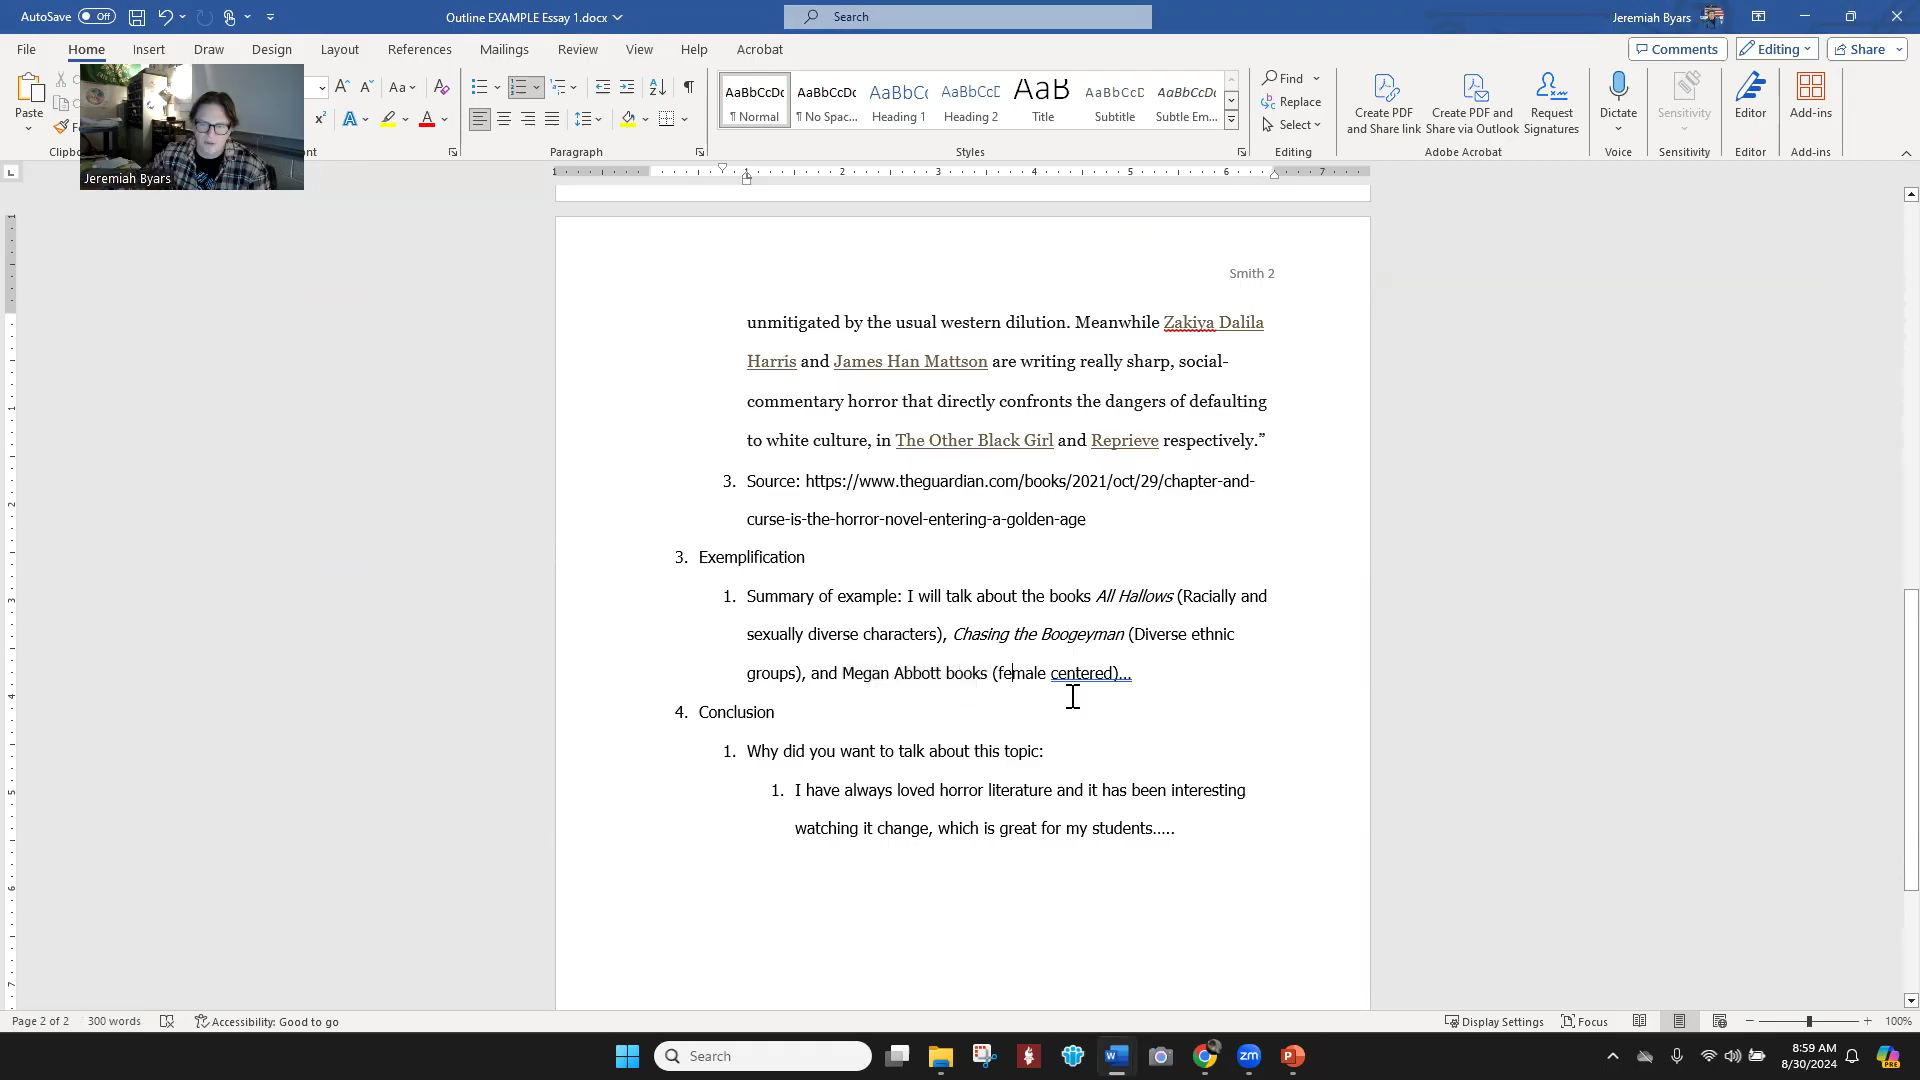 AutoSave Off
Outline EXAMPLE Essay 1.docx
Search
Jeremiah Byars
File Home Insert Draw Design Layout References Mailings Review View Help Acrobat
Comments Editing Share
Paste
Aa
AaBbCcDc AaBbCcDc AaBbCc AaBbCcD AaB AaBbCcD AaBbCcDc
¶ Normal ¶ No Spac... Heading 1 Heading 2 Title Subtitle Subtle Em...
Find
Replace
Select
Create PDF and Share link
Create PDF and Share via Outlook
Request Signatures
Dictate
Sensitivity
Editor
Add-ins
Paragraph Styles Editing Adobe Acrobat Voice Sensitivity Editor Add-ins
Jeremiah Byars
1 1 2 3 4 5 6 7
Smith 2
unmitigated by the usual western dilution. Meanwhile Zakiya Dalila
Harris and James Han Mattson are writing really sharp, social-
commentary horror that directly confronts the dangers of defaulting
to white culture, in The Other Black Girl and Reprieve respectively.”
3. Source: https://www.theguardian.com/books/2021/oct/29/chapter-and-
curse-is-the-horror-novel-entering-a-golden-age
3. Exemplification
1. Summary of example: I will talk about the books All Hallows (Racially and
sexually diverse characters), Chasing the Boogeyman (Diverse ethnic
groups), and Megan Abbott books (female centered)...
4. Conclusion
1. Why did you want to talk about this topic:
1. I have always loved horror literature and it has been interesting
watching it change, which is great for my students…..
Page 2 of 2 300 words Accessibility: Good to go
Display Settings Focus 100%
Search
8:59 AM
8/30/2024